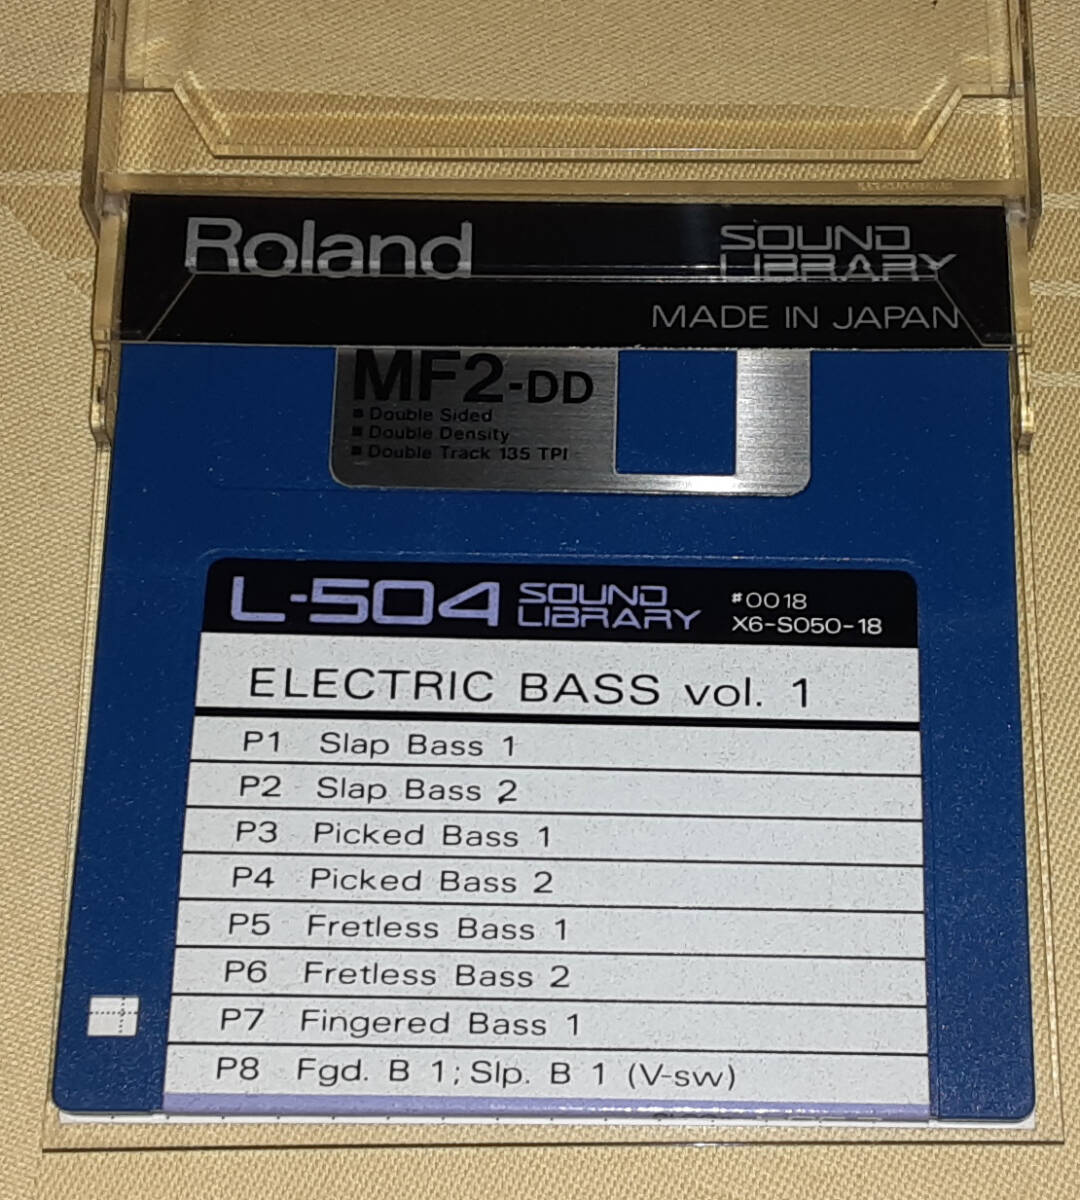 Roland
SOUND
LIBRARY
MADE IN JAPAN
MF2-DD
■ Double Sided
■ Double Density
■ Double Track 135 TPI
L-504 SOUND LIBRARY
#0018
X6-S050-18
ELECTRIC BASS vol. 1
P1 Slap Bass 1
P2 Slap Bass 2
P3 Picked Bass 1
P4 Picked Bass 2
P5 Fretless Bass 1
P6 Fretless Bass 2
P7 Fingered Bass 1
P8 Fgd. B 1; Slp. B 1 (V-sw)